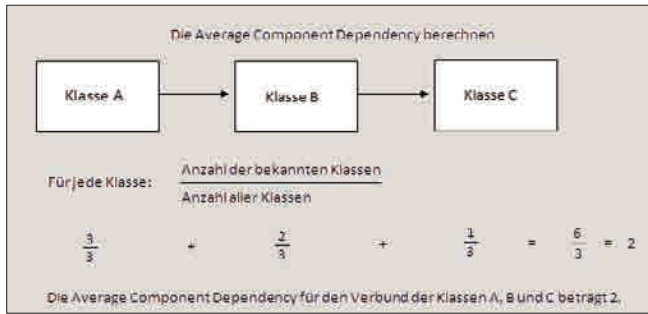 Die Average Component Dependency berechnen
Klasse A
Klasse B
Klasse C
Für jede Klasse:
Anzahl der bekannten Klassen
Anzahl aller Klassen
3/3 + 2/3 + 1/3 = 6/3 = 2
Die Average Component Dependency für den Verbund der Klassen A, B und C beträgt 2.